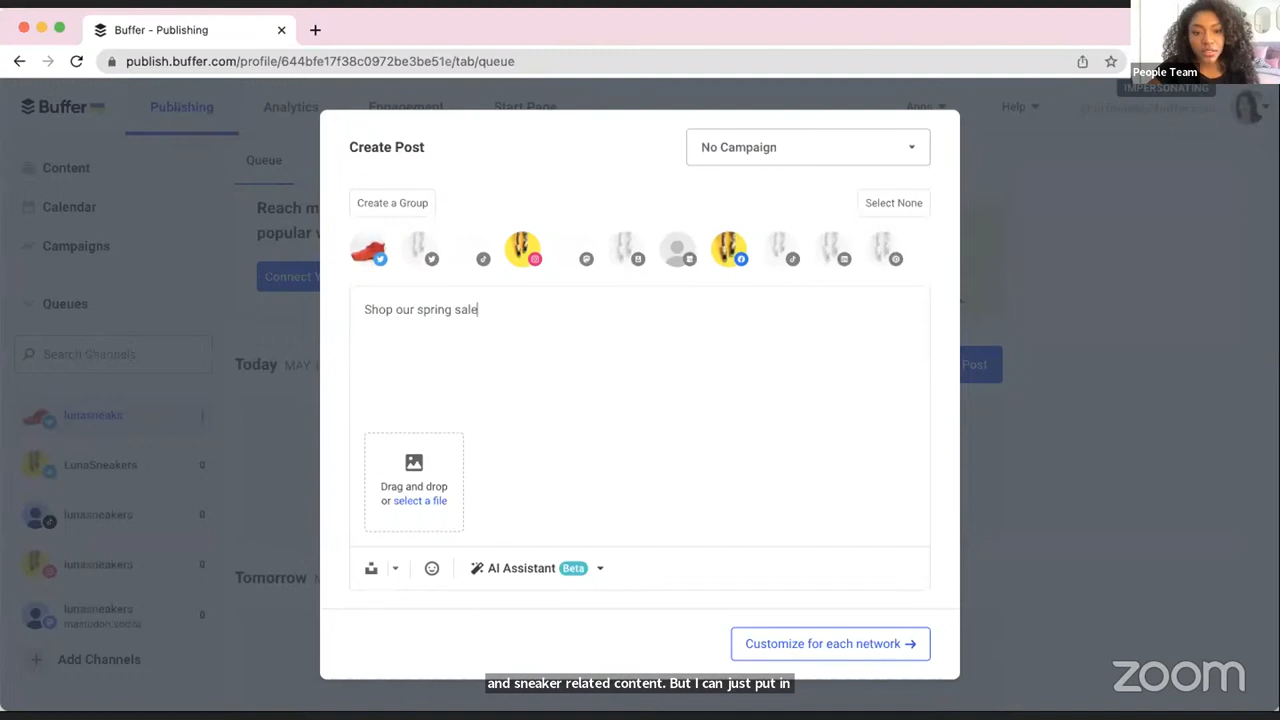 Buffer - Publishing
publish.buffer.com/profile/644bfe17f38c0972be3be51e/tab/queue
People Team
IMPERSONATING
Buffer
Publishing
Analytics
Engagement
Start Page
Apps
Help
Content
Calendar
Campaigns
Queues
Search Channels
lunasneaks
LunaSneakers 0
lunasneakers 0
lunasneakers 0
lunasneakers 0
mastodon.social
Add Channels
Queue
Reach
popular
Connect
Today
Tomorrow
Post
Create Post
No Campaign
Create a Group
Select None
Shop our spring sale
Drag and drop
or select a file
AI Assistant Beta
Customize for each network
and sneaker related content. But I can just put in
zoom